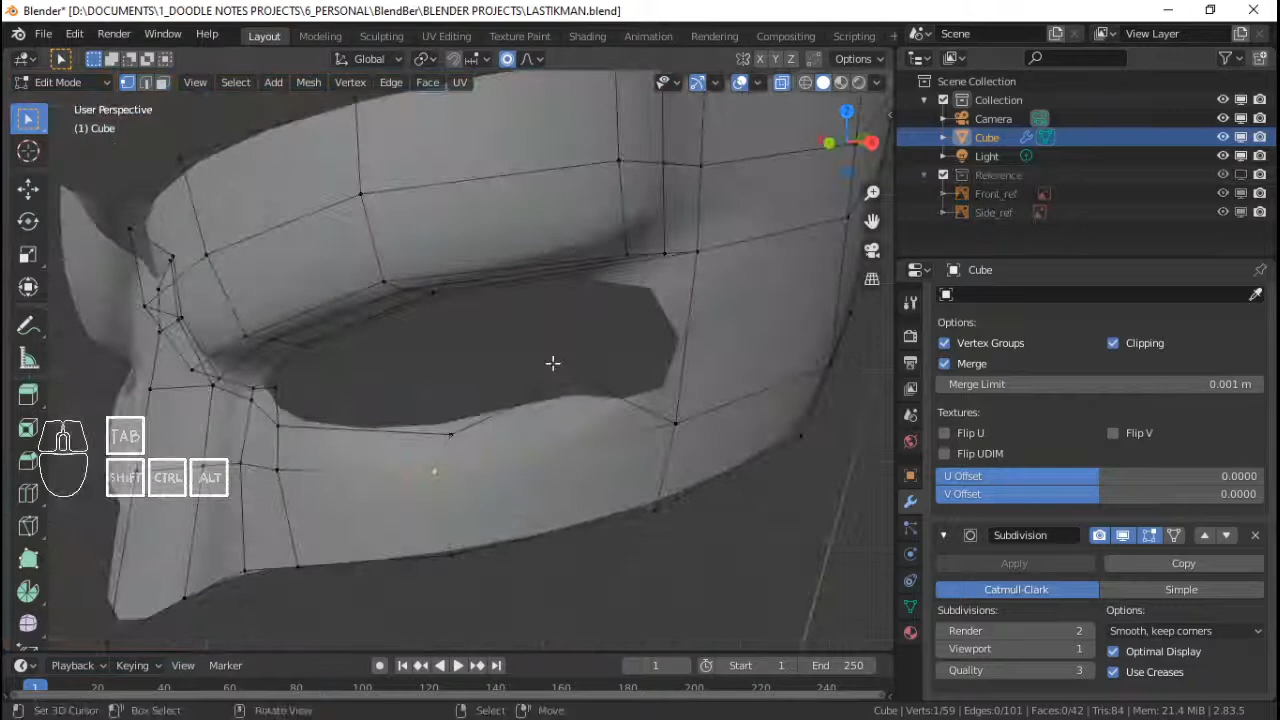 Blender* [D:\DOCUMENTS\1_DOODLE NOTES PROJECTS\6_PERSONAL\BlendBer\BLENDER PROJECTS\LASTIKMAN.blend]
File Edit Render Window Help Layout Modeling Sculpting UV Editing Texture Paint Shading Animation Rendering Compositing Scripting + Scene View Layer
Global X Y Z Options
Edit Mode View Select Add Mesh Vertex Edge Face UV
Scene Collection
Collection
Camera
Cube
Light
Reference
Front_ref
Side_ref
User Perspective
(1) Cube
Z
Cube
Options:
Vertex Groups Clipping
Merge
Merge Limit 0.001 m
Textures:
Flip U Flip V
Flip UDIM
U Offset 0.0000
V Offset 0.0000
Subdivision
Apply Copy
Catmull-Clark Simple
Subdivisions: Options:
Render 2 Smooth, keep corners
Viewport 1 Optimal Display
Quality 3 Use Creases
TAB
SHIFT CTRL ALT
Playback Keying View Marker 1 Start 1 End 250
1 20 40 60 80 100 120 140 160 180 200 220 240
Set 3D Cursor Box Select Rotate View Select Move Cube | Verts:1/59 | Edges:0/101 | Faces:0/42 | Tris:84 | Mem: 21.4 MiB | 2.83.5